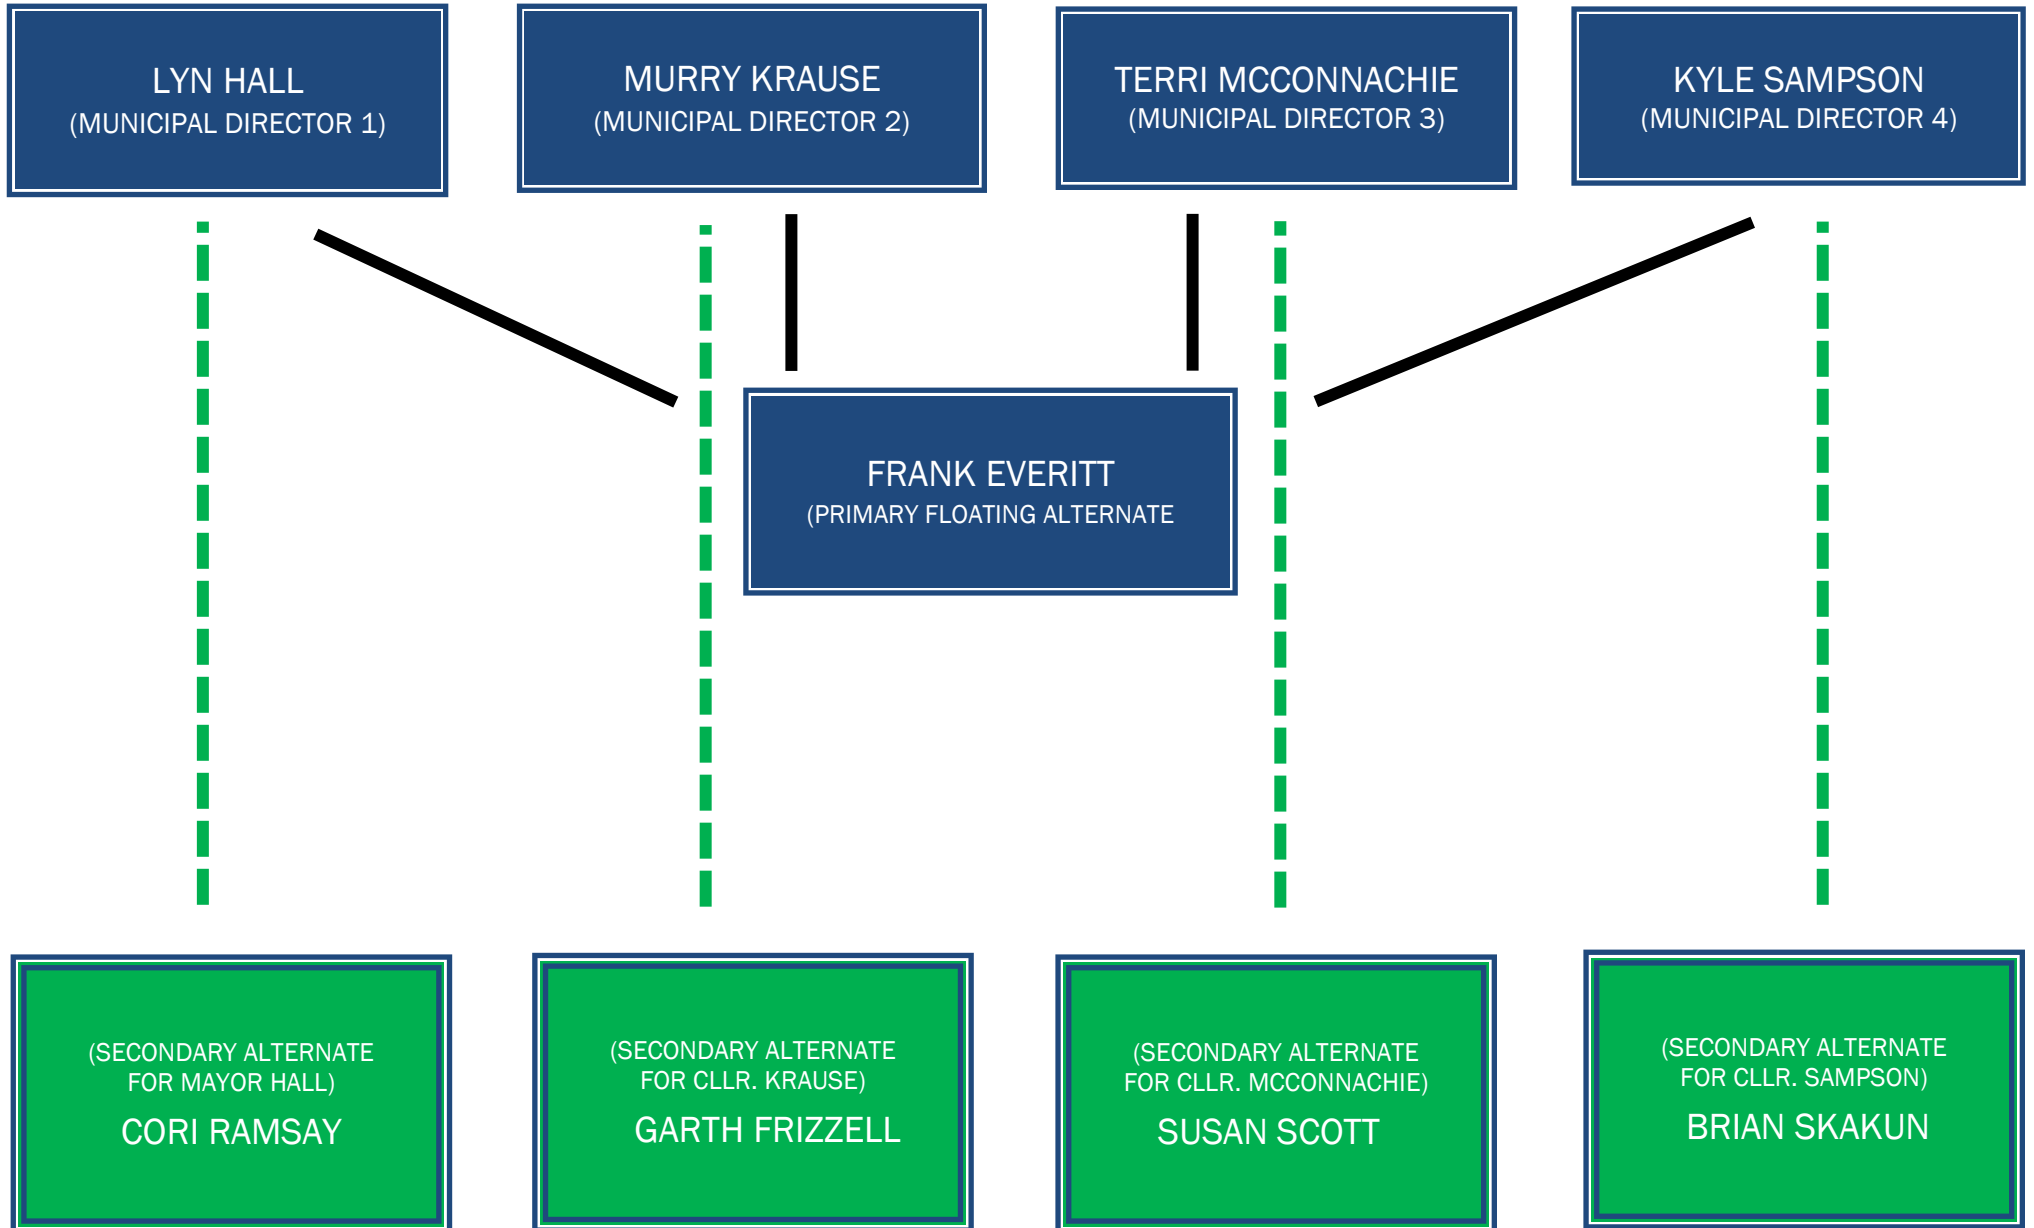 LYN HALL
(MUNICIPAL DIRECTOR 1)
MURRY KRAUSE
(MUNICIPAL DIRECTOR 2)
TERRI MCCONNACHIE
(MUNICIPAL DIRECTOR 3)
KYLE SAMPSON
(MUNICIPAL DIRECTOR 4)
FRANK EVERITT
(PRIMARY FLOATING ALTERNATE
(SECONDARY ALTERNATE
FOR MAYOR HALL)
CORI RAMSAY
(SECONDARY ALTERNATE
FOR CLLR. KRAUSE)
GARTH FRIZZELL
(SECONDARY ALTERNATE
FOR CLLR. MCCONNACHIE)
SUSAN SCOTT
(SECONDARY ALTERNATE
FOR CLLR. SAMPSON)
BRIAN SKAKUN